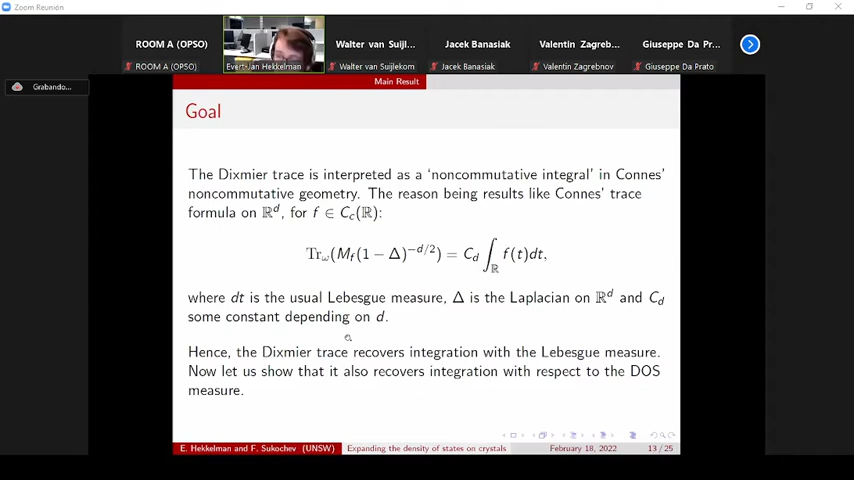 Zoom Reunión
ROOM A (OPSO)
Walter van Suijl...
Jacek Banasiak
Valentin Zagreb...
Giuseppe Da Pr...
ROOM A (OPSO)
Evert-Jan Hekkelman
Walter van Suijlekom
Jacek Banasiak
Valentin Zagrebnov
Giuseppe Da Prato
Grabando...
Main Result
Goal
The Dixmier trace is interpreted as a ‘noncommutative integral’ in Connes’
noncommutative geometry. The reason being results like Connes’ trace
formula on ℝᵈ, for f ∈ C_c(ℝ):
Tr_ω(M_f(1 − Δ)^{−d/2}) = C_d ∫_ℝ f(t)dt,
where dt is the usual Lebesgue measure, Δ is the Laplacian on ℝᵈ and C_d
some constant depending on d.
Hence, the Dixmier trace recovers integration with the Lebesgue measure.
Now let us show that it also recovers integration with respect to the DOS
measure.
E. Hekkelman and F. Sukochev (UNSW)
Expanding the density of states on crystals
February 18, 2022
13 / 25